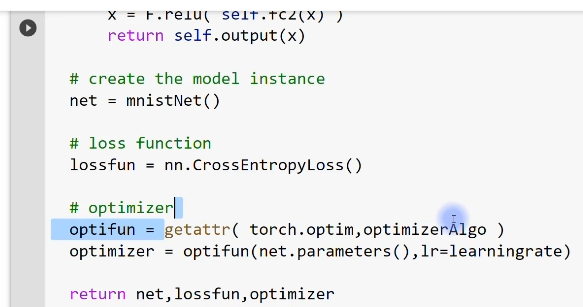 x = F.relu( self.fc2(x) )
return self.output(x)
# create the model instance
net = mnistNet()
# loss function
lossfun = nn.CrossEntropyLoss()
# optimizer
optifun = getattr( torch.optim,optimizerAlgo )
optimizer = optifun(net.parameters(),lr=learningrate)
return net,lossfun,optimizer